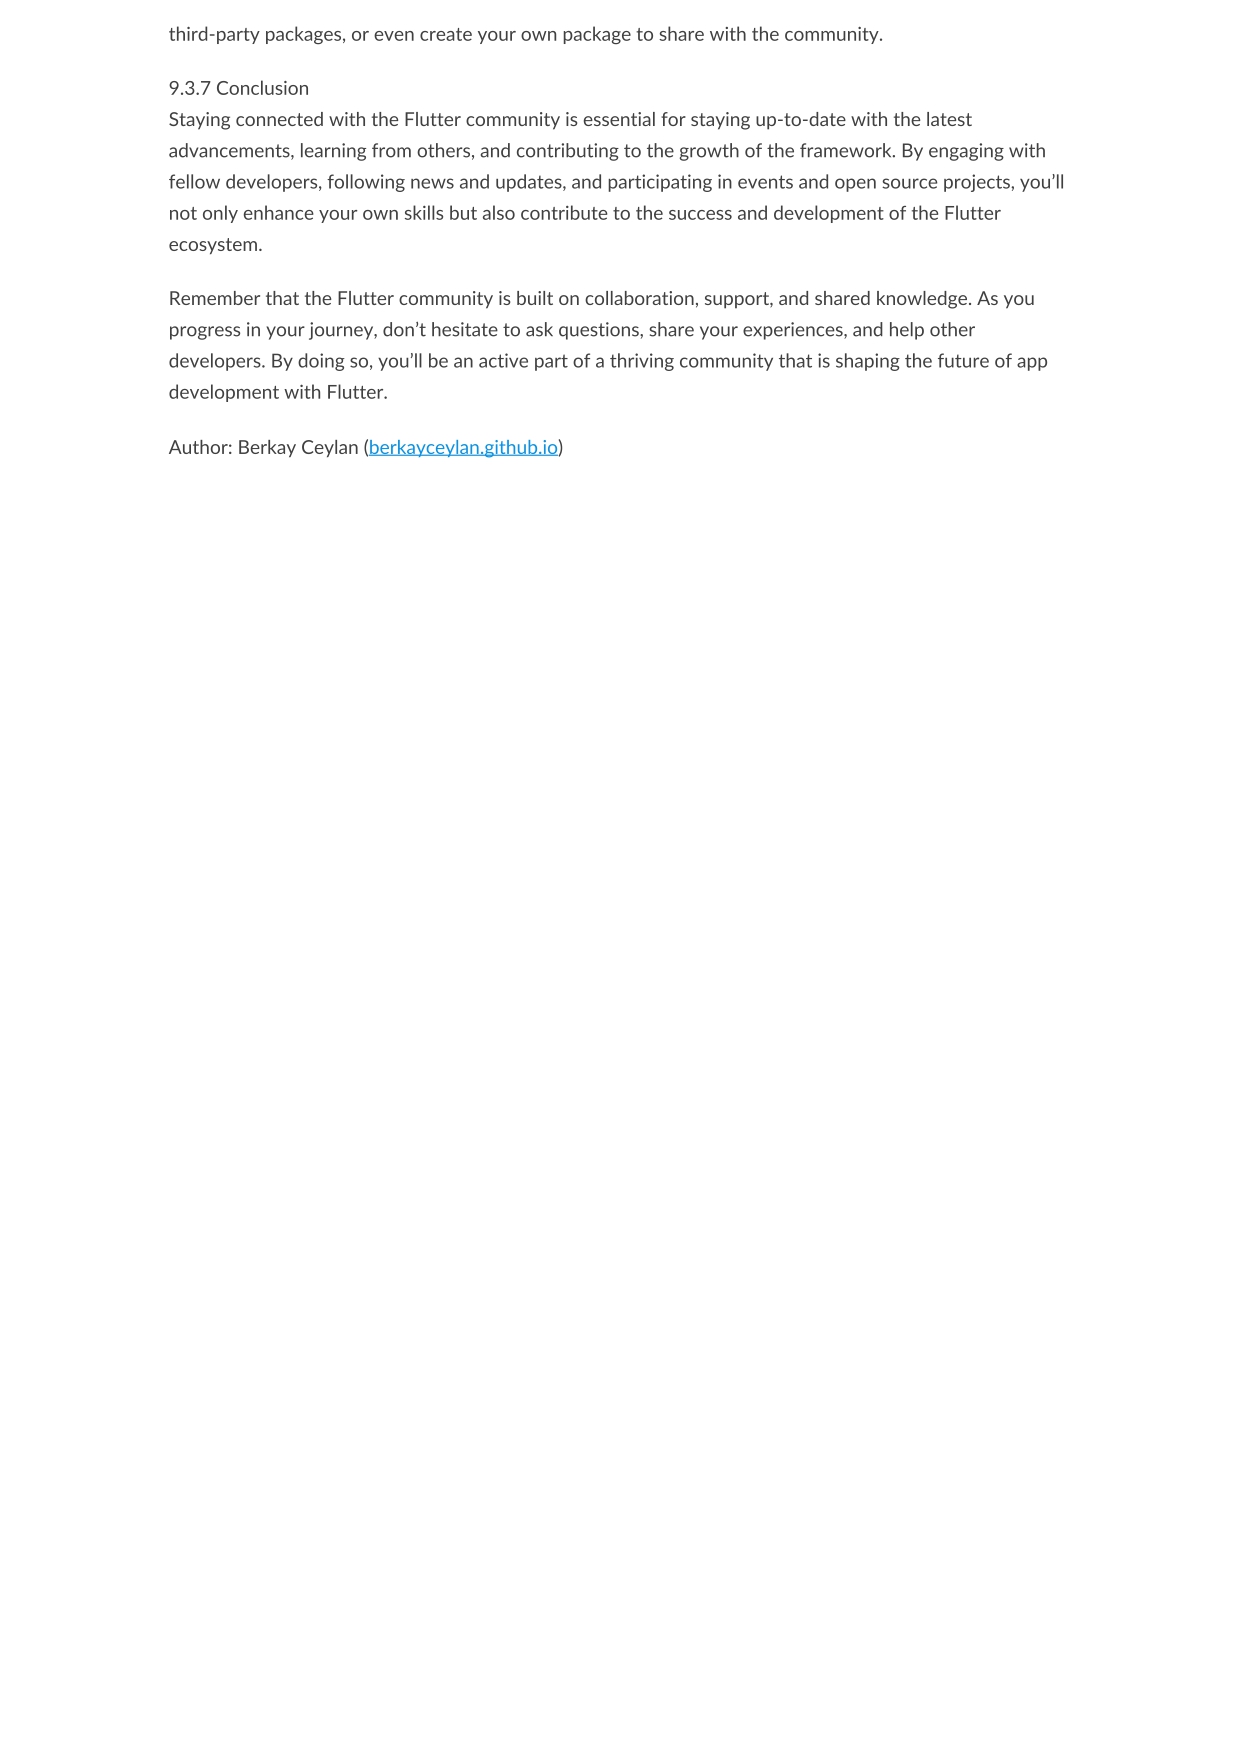 third-party packages, or even create your own package to share with the community.
9.3.7 Conclusion
Staying connected with the Flutter community is essential for staying up-to-date with the latest
advancements, learning from others, and contributing to the growth of the framework. By engaging with
fellow developers, following news and updates, and participating in events and open source projects, you’ll
not only enhance your own skills but also contribute to the success and development of the Flutter
ecosystem.
Remember that the Flutter community is built on collaboration, support, and shared knowledge. As you
progress in your journey, don’t hesitate to ask questions, share your experiences, and help other
developers. By doing so, you’ll be an active part of a thriving community that is shaping the future of app
development with Flutter.
Author: Berkay Ceylan (berkayceylan.github.io)